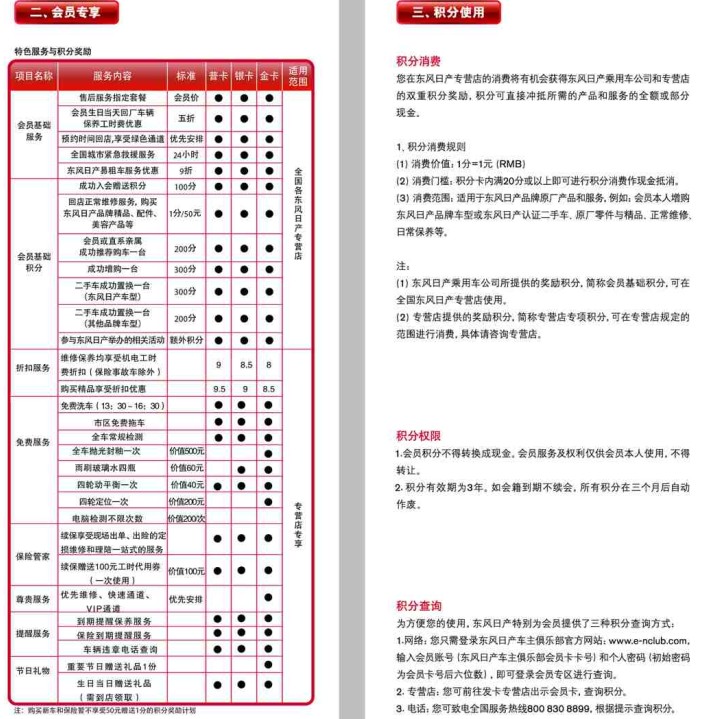 二、会员专享
特色服务与积分奖励
项目名称 服务内容 标准 普卡 银卡 金卡 适用范围
会员基础服务
售后服务指定套餐 会员价 ● ● ●
会员生日当天回厂车辆
保养工时费优惠 五折 ● ● ●
预约时间回店,享受绿色通道 优先安排 ● ● ●
全国城市紧急救援服务 24小时 ● ● ●
东风日产易租车服务优惠 9折 ● ● ●
全国各东风日产专营店
会员基础积分
成功入会赠送积分 100分 ● ● ●
回店正常维修服务, 购买
东风日产品牌精品、配件、
美容产品等 1分/50元 ● ● ●
会员或直系亲属
成功推荐购车一台 200分 ● ● ●
成功增购一台 300分 ● ● ●
二手车成功置换一台
(东风日产车型) 300分 ● ● ●
二手车成功置换一台
(其他品牌车型) 200分 ● ● ●
参与东风日产举办的相关活动 额外积分 ● ● ●
折扣服务
维修保养均享受机电工时
费折扣(保险事故车除外) 9 8.5 8
购买精品享受折扣优惠 9.5 9 8.5
专营店专享
免费服务
免费洗车(13:30~16:30) ● ● ●
市区免费拖车 ● ● ●
全车常规检测 ● ● ●
全车抛光封釉一次 价值500元 ●
雨刷玻璃水四瓶 价值60元 ● ●
四轮动平衡一次 价值40元 ● ● ●
四轮定位一次 价值200元 ●
电脑检测不限次数 价值200/次
保险管家
续保享受现场出单、出险的定
损维修和理陪一站式的服务 ● ● ●
续保赠送100元工时代用券
(一次使用) 价值100元 ● ● ●
尊贵服务
优先维修、快速通道、
VIP通道 优先安排 ●
提醒服务
到期提醒保养服务 ● ● ●
保险到期提醒服务 ● ● ●
车辆违章电话查询 ● ● ●
节日礼物
重要节日赠送礼品1份 ●
生日当日赠送礼品
(需到店领取) ● ● ●
注：购买新车和保险暂不享受50元赠送1分的积分奖励计划
三、积分使用
积分消费
您在东风日产专营店的消费将有机会获得东风日产乘用车公司和专营店
的双重积分奖励, 积分可直接冲抵所需的产品和服务的全额或部分
现金。
1, 积分消费规则
(1) 消费价值: 1分=1元 (RMB)
(2) 消费门槛: 积分卡内满20分或以上即可进行积分消费作现金抵消。
(3) 消费范围: 适用于东风日产品牌原厂产品和服务, 例如: 会员本人增购
东风日产品牌车型或东风日产认证二手车、原厂零件与精品、正常维修、
日常保养等。
注:
(1) 东风日产乘用车公司所提供的奖励积分, 简称会员基础积分, 可在
全国东风日产专营店使用。
(2) 专营店提供的奖励积分, 简称专营店专项积分, 可在专营店规定的
范围进行消费, 具体请咨询专营店。
积分权限
1.会员积分不得转换成现金。会员服务及权利仅供会员本人使用, 不得
转让。
2. 积分有效期为3年。如会籍到期不续会, 所有积分在三个月后自动
作废。
积分查询
为方便您的使用, 东风日产特别为会员提供了三种积分查询方式:
1.网络: 您只需登录东风日产车主俱乐部官方网站: www.e-nclub.com,
输入会员账号 (东风日产车主俱乐部会员卡卡号) 和个人密码 (初始密码
为会员卡号后六位数), 即可登录会员专区进行查询。
2. 专营店: 您可前往发卡专营店出示会员卡, 查询积分。
3. 电话: 您可致电全国服务热线800 830 8899, 根据提示查询积分。